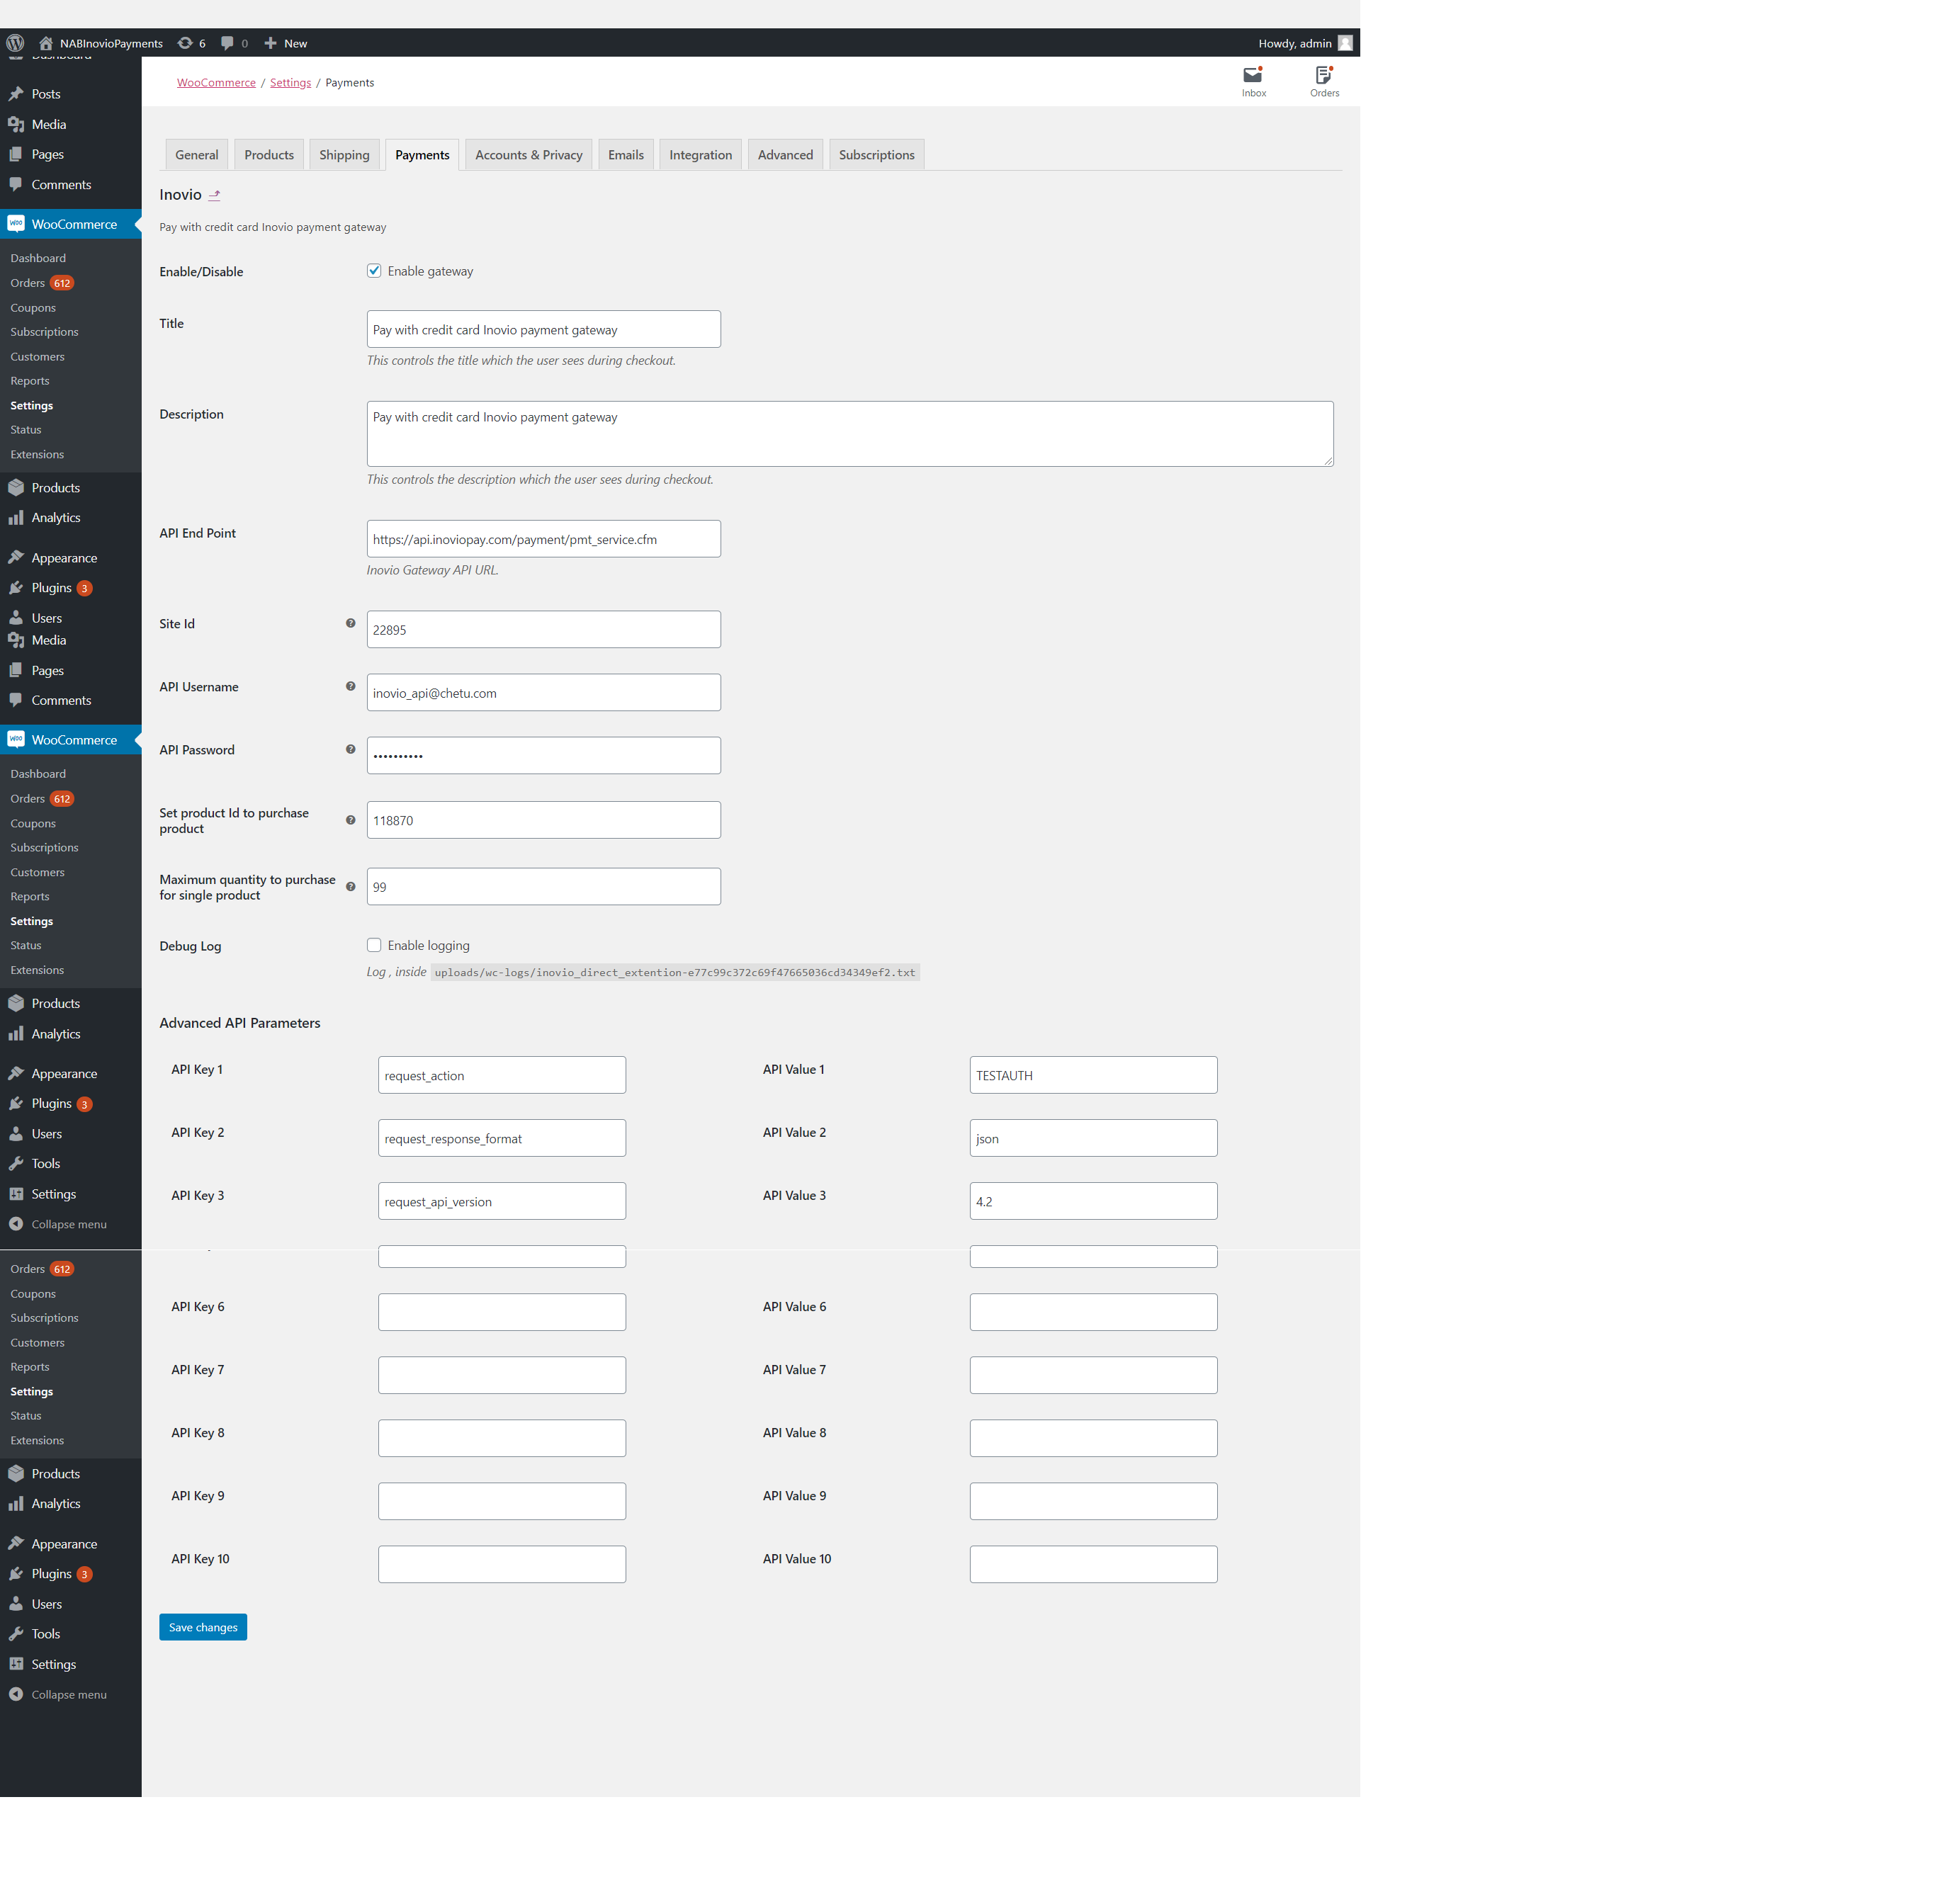 NABInovioPayments 6 0 New Howdy, admin
Dashboard
WooCommerce / Settings / Payments
Inbox Orders
Posts
Media
Pages
Comments
WooCommerce
Dashboard
Orders 612
Coupons
Subscriptions
Customers
Reports
Settings
Status
Extensions
Products
Analytics
Appearance
Plugins 3
Users
Media
Pages
Comments
WooCommerce
Dashboard
Orders 612
Coupons
Subscriptions
Customers
Reports
Settings
Status
Extensions
Products
Analytics
Appearance
Plugins 3
Users
Tools
Settings
Collapse menu
Orders 612
Coupons
Subscriptions
Customers
Reports
Settings
Status
Extensions
Products
Analytics
Appearance
Plugins 3
Users
Tools
Settings
Collapse menu
General Products Shipping Payments Accounts & Privacy Emails Integration Advanced Subscriptions
Inovio
Pay with credit card Inovio payment gateway
Enable/Disable Enable gateway
Title Pay with credit card Inovio payment gateway
This controls the title which the user sees during checkout.
Description Pay with credit card Inovio payment gateway
This controls the description which the user sees during checkout.
API End Point https://api.inoviopay.com/payment/pmt_service.cfm
Inovio Gateway API URL.
Site Id 22895
API Username inovio_api@chetu.com
API Password ••••••••••
Set product Id to purchase
product 118870
Maximum quantity to purchase
for single product 99
Debug Log Enable logging
Log , inside uploads/wc-logs/inovio_direct_extention-e77c99c372c69f47665036cd34349ef2.txt
Advanced API Parameters
API Key 1 request_action API Value 1 TESTAUTH
API Key 2 request_response_format API Value 2 json
API Key 3 request_api_version API Value 3 4.2
API Key 6 API Value 6
API Key 7 API Value 7
API Key 8 API Value 8
API Key 9 API Value 9
API Key 10 API Value 10
Save changes